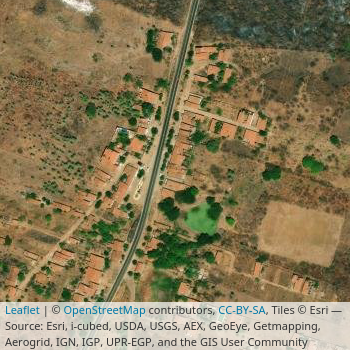 Leaflet | © OpenStreetMap contributors, CC-BY-SA, Tiles © Esri —
Source: Esri, i-cubed, USDA, USGS, AEX, GeoEye, Getmapping,
Aerogrid, IGN, IGP, UPR-EGP, and the GIS User Community